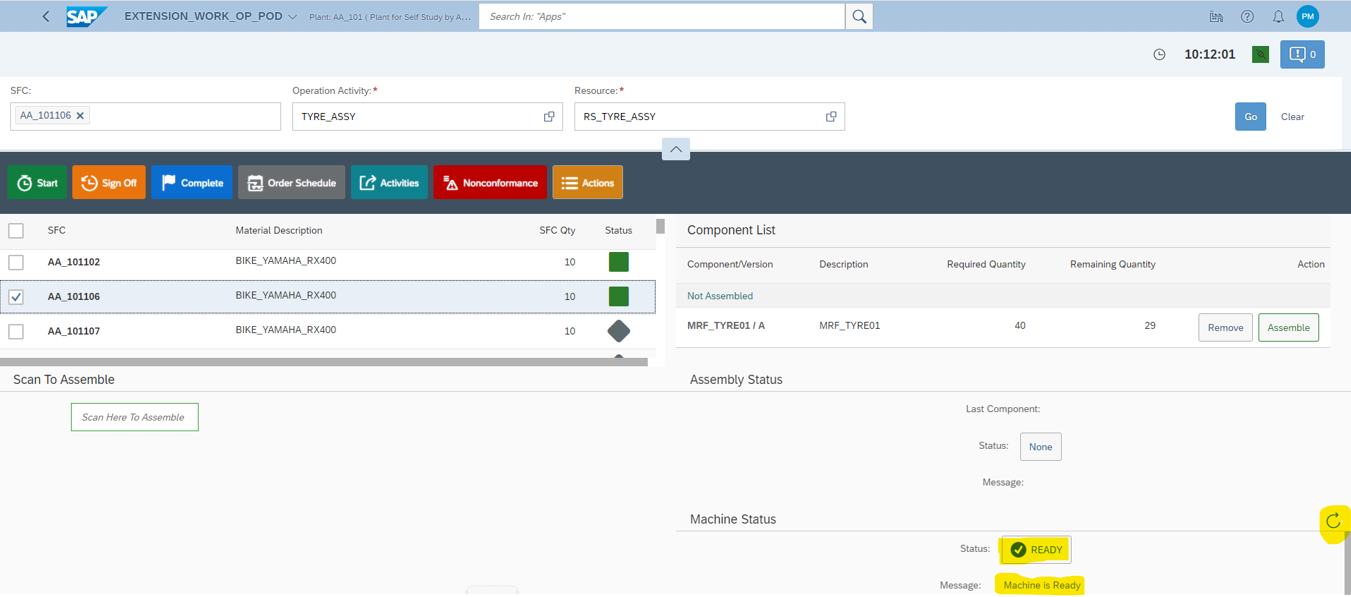 SAP EXTENSION_WORK_OP_POD Plant: AA_101 ( Plant for Self Study by A... Search In: "Apps" PM
10:12:01 0
SFC: Operation Activity:* Resource:*
AA_101106 TYRE_ASSY RS_TYRE_ASSY Go Clear
Start Sign Off Complete Order Schedule Activities Nonconformance Actions
SFC Material Description SFC Qty Status
AA_101102 BIKE_YAMAHA_RX400 10
AA_101106 BIKE_YAMAHA_RX400 10
AA_101107 BIKE_YAMAHA_RX400 10
Component List
Component/Version Description Required Quantity Remaining Quantity Action
Not Assembled
MRF_TYRE01 / A MRF_TYRE01 40 29 Remove Assemble
Scan To Assemble
Scan Here To Assemble
Assembly Status
Last Component:
Status: None
Message:
Machine Status
Status: READY
Message: Machine is Ready